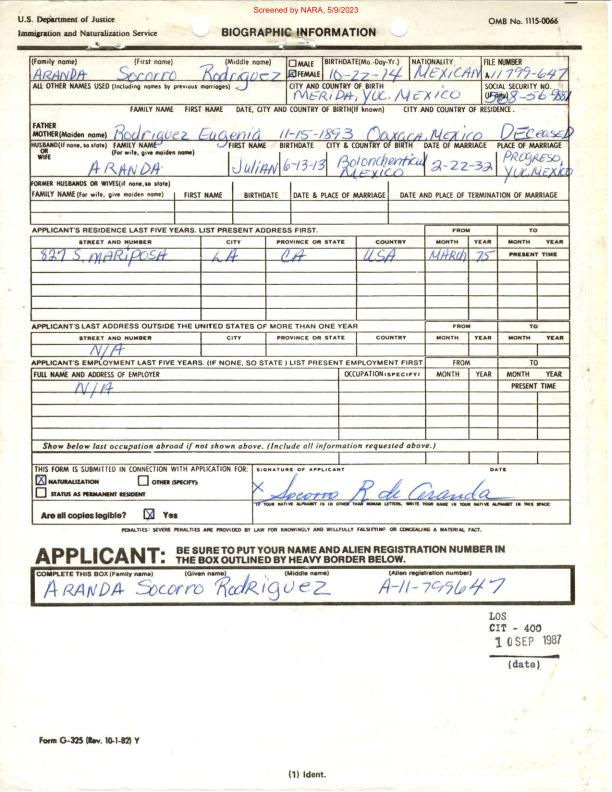 Screened by NARA, 5/9/2023
U.S. Department of Justice
OMB No. 1115-0066
Immigration and Naturalization Service
BIOGRAPHIC INFORMATION
(Family name) (First name) (Middle name) MALE BIRTHDATE(Mo.-Day-Yr.) NATIONALITY FILE NUMBER
ARANDA Socorro Rodriguez X FEMALE 10-22-14 MEXICAN A11 799-647
ALL OTHER NAMES USED (Including names by previous marriages) CITY AND COUNTRY OF BIRTH SOCIAL SECURITY NO.
MERIDA, YUC. MEXICO (If any)
FAMILY NAME FIRST NAME DATE, CITY AND COUNTRY OF BIRTH(If known) CITY AND COUNTRY OF RESIDENCE.
FATHER
MOTHER(Maiden name) Rodriguez Eugenia 11-15-1893 Oaxaca, Mexico DECeased
HUSBAND(If none, so state) FAMILY NAME FIRST NAME BIRTHDATE CITY & COUNTRY OF BIRTH DATE OF MARRIAGE PLACE OF MARRIAGE
OR (For wife, give maiden name)
WIFE
ARANDA Julian 6-13-13 Bolonchenticul MEXICO 2-22-32 PROGRESO, YUC. MEXICO
FORMER HUSBANDS OR WIVES(if none, so state)
FAMILY NAME (For wife, give maiden name) FIRST NAME BIRTHDATE DATE & PLACE OF MARRIAGE DATE AND PLACE OF TERMINATION OF MARRIAGE
APPLICANT'S RESIDENCE LAST FIVE YEARS. LIST PRESENT ADDRESS FIRST. FROM TO
STREET AND NUMBER CITY PROVINCE OR STATE COUNTRY MONTH YEAR MONTH YEAR
827 S. MARIPOSA LA CA USA MARCH 75 PRESENT TIME
APPLICANT'S LAST ADDRESS OUTSIDE THE UNITED STATES OF MORE THAN ONE YEAR FROM TO
STREET AND NUMBER CITY PROVINCE OR STATE COUNTRY MONTH YEAR MONTH YEAR
N/A
APPLICANT'S EMPLOYMENT LAST FIVE YEARS. (IF NONE, SO STATE) LIST PRESENT EMPLOYMENT FIRST FROM TO
FULL NAME AND ADDRESS OF EMPLOYER OCCUPATION(SPECIFY) MONTH YEAR MONTH YEAR
N/A PRESENT TIME
Show below last occupation abroad if not shown above. (Include all information requested above.)
THIS FORM IS SUBMITTED IN CONNECTION WITH APPLICATION FOR: SIGNATURE OF APPLICANT DATE
X NATURALIZATION OTHER (SPECIFY):
STATUS AS PERMANENT RESIDENT
X Socorro R de Aranda
IF YOUR NATIVE ALPHABET IS IN OTHER THAN ROMAN LETTERS, WRITE YOUR NAME IN YOUR NATIVE ALPHABET IN THIS SPACE:
Are all copies legible? X Yes
PENALTIES: SEVERE PENALTIES ARE PROVIDED BY LAW FOR KNOWINGLY AND WILLFULLY FALSIFYING OR CONCEALING A MATERIAL FACT.
APPLICANT: BE SURE TO PUT YOUR NAME AND ALIEN REGISTRATION NUMBER IN
THE BOX OUTLINED BY HEAVY BORDER BELOW.
COMPLETE THIS BOX (Family name) (Given name) (Middle name) (Alien registration number)
ARANDA Socorro Rodriguez A-11-799647
LOS
CIT - 400
10 SEP 1987
(date)
Form G-325 (Rev. 10-1-82) Y
(1) Ident.